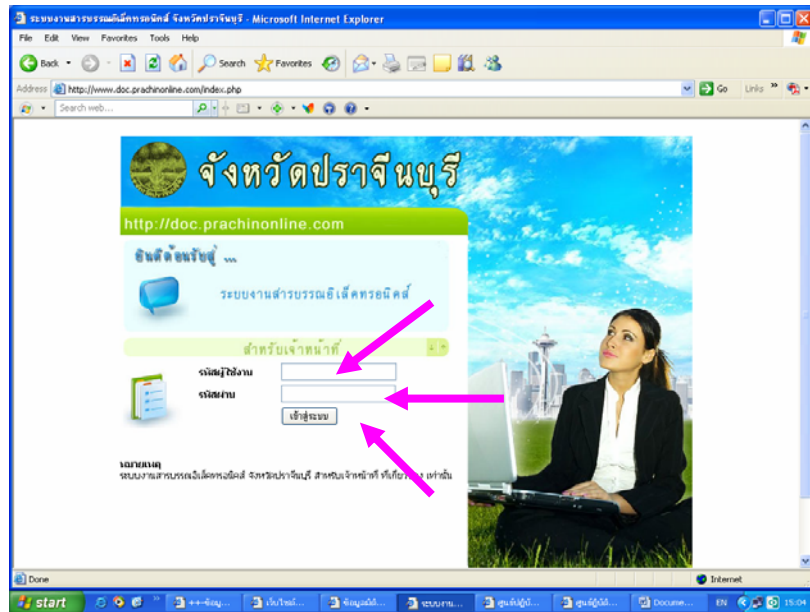 ระบบงานสารบรรณอิเล็คทรอนิคส์ จังหวัดปราจีนบุรี - Microsoft Internet Explorer
File Edit View Favorites Tools Help
Back Search Favorites
Address http://www.doc.prachinonline.com/index.php Go Links
Search web...
จังหวัดปราจีนบุรี
http://doc.prachinonline.com
ยินดีต้อนรับสู่ ...
ระบบงานสารบรรณอิเล็คทรอนิคส์
สำหรับเจ้าหน้าที่
รหัสผู้ใช้งาน
รหัสผ่าน
เข้าสู่ระบบ
หมายเหตุ
ระบบงานสารบรรณอิเล็คทรอนิคส์ จังหวัดปราจีนบุรี สำหรับเจ้าหน้าที่ ที่เกี่ยวข้อง เท่านั้น
Done Internet
start ระบบงาน... Docume... EN